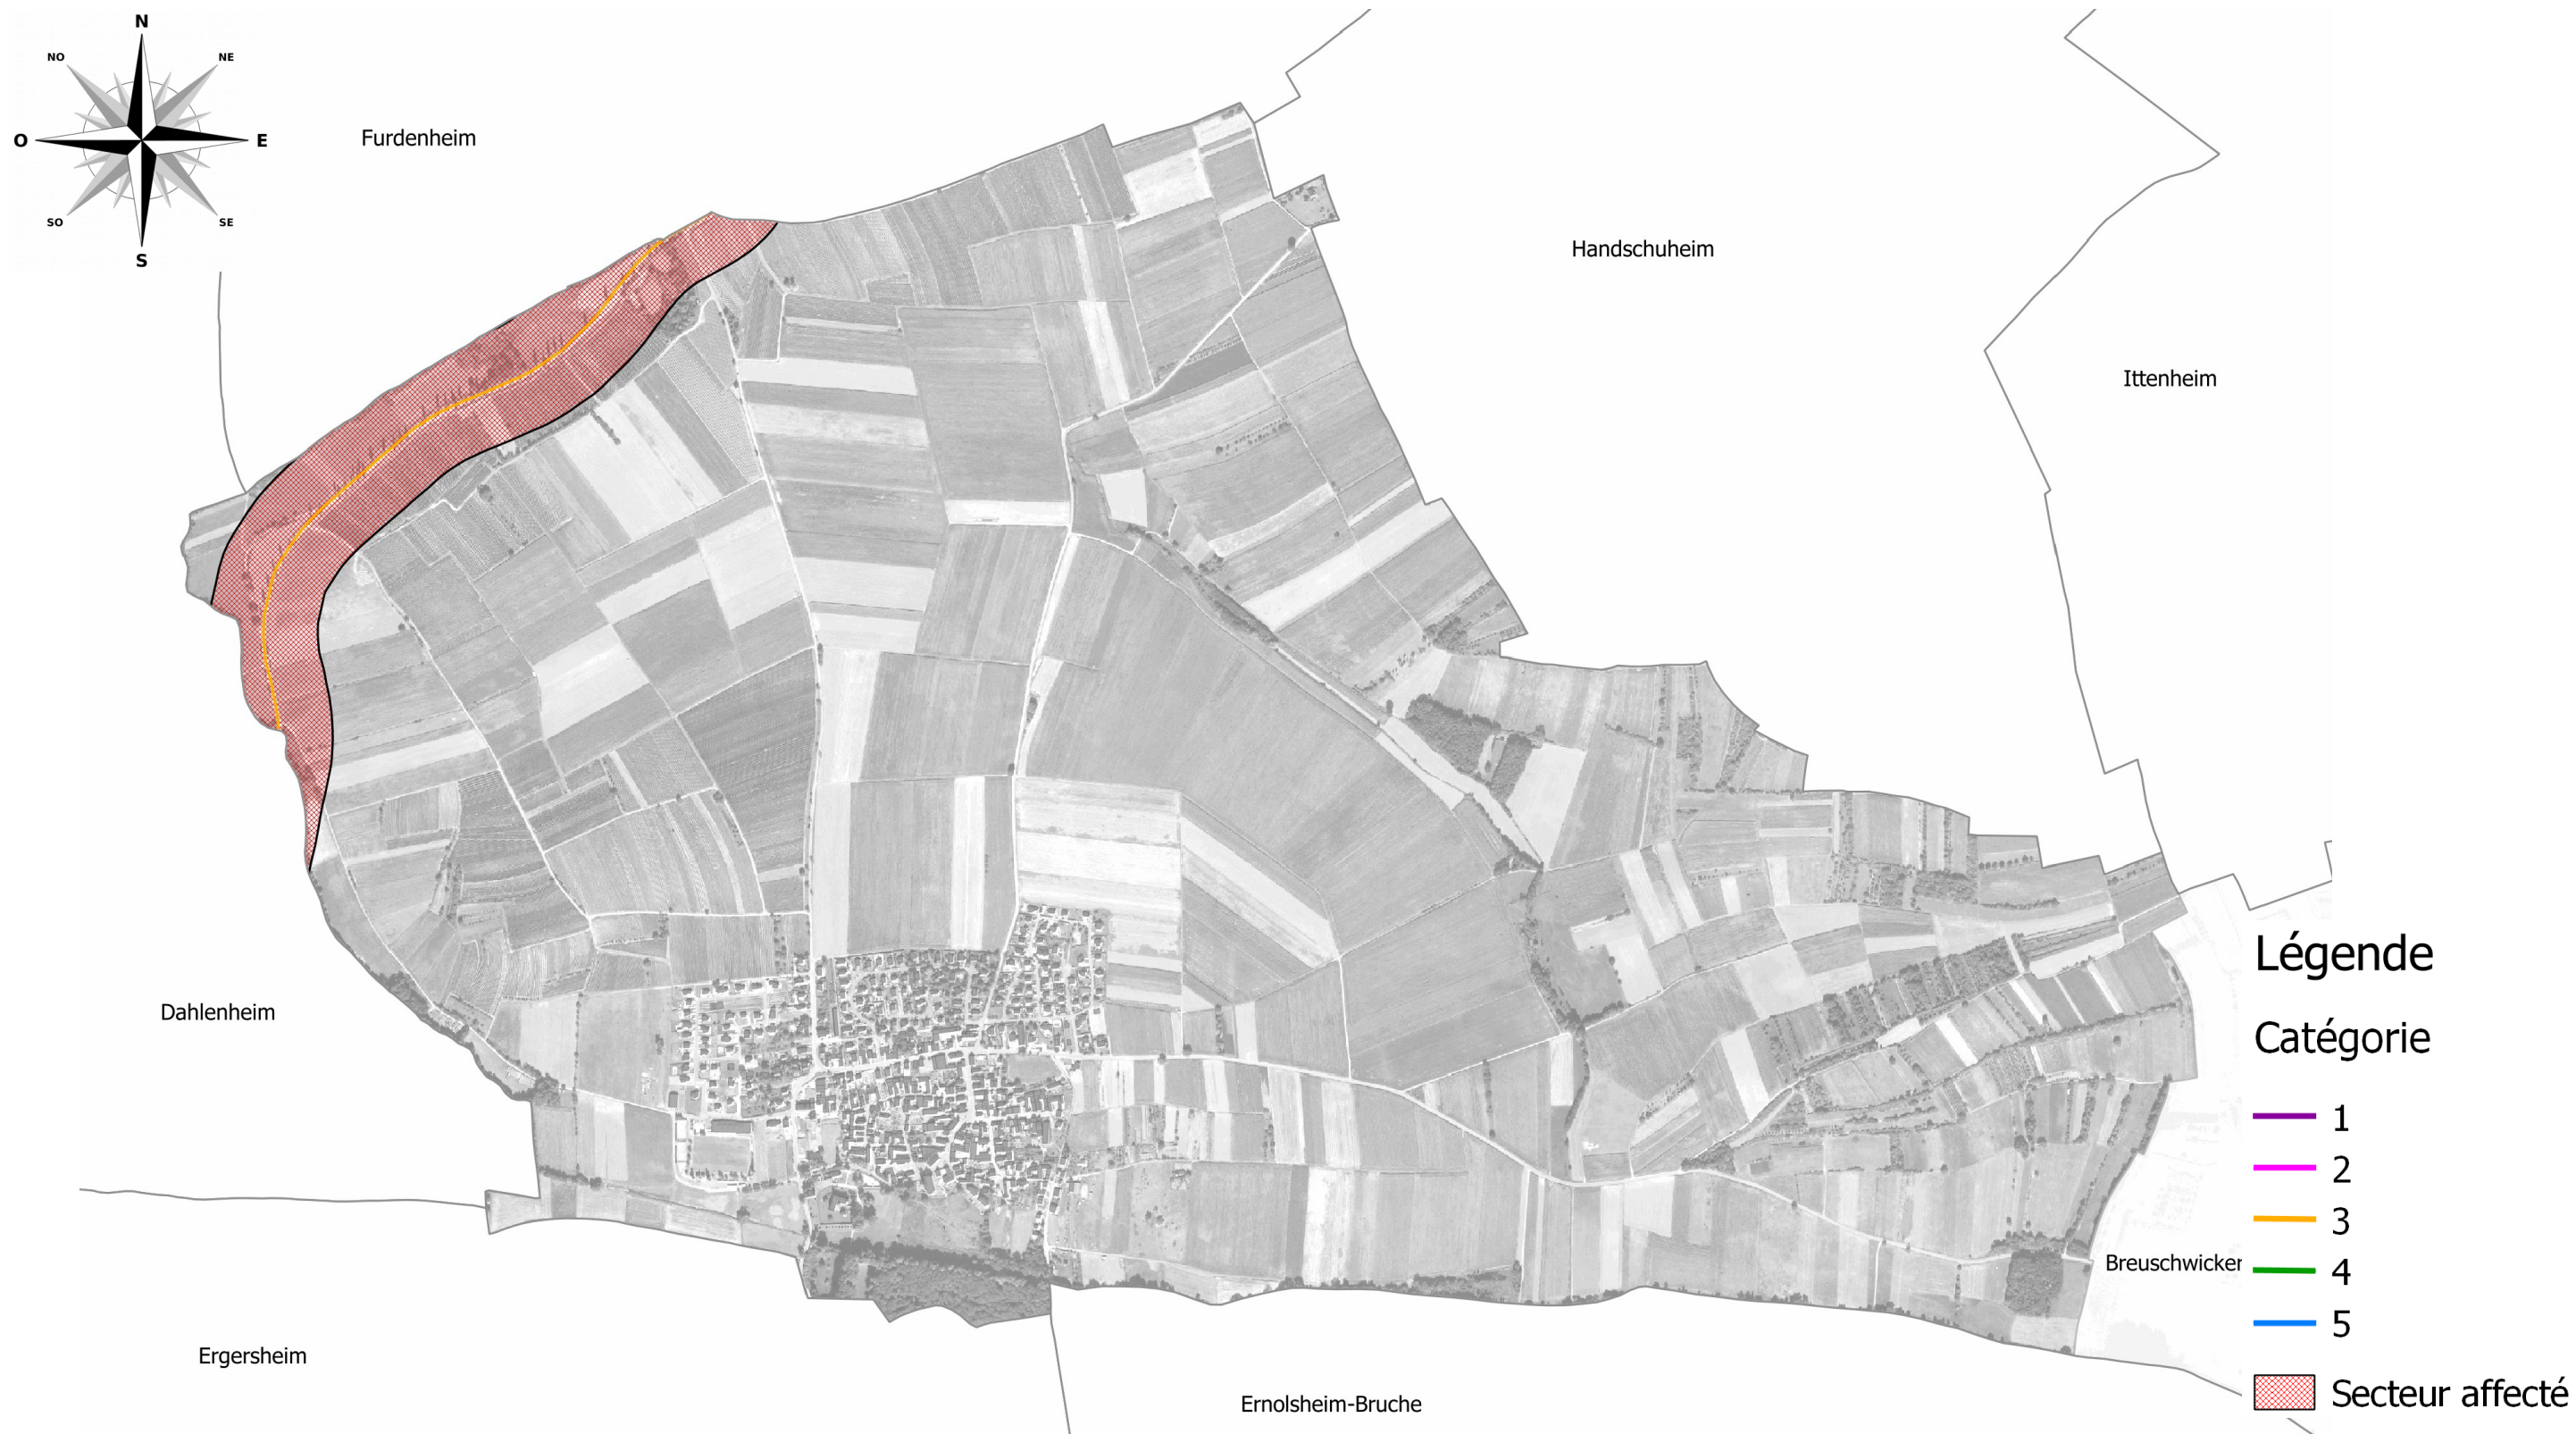 N
NO
NE
O
E
SO
SE
S
Furdenheim
Handschuheim
Ittenheim
Dahlenheim
Ergersheim
Ernolsheim-Bruche
Breuschwicker
Légende
Catégorie
1
2
3
4
5
Secteur affecté